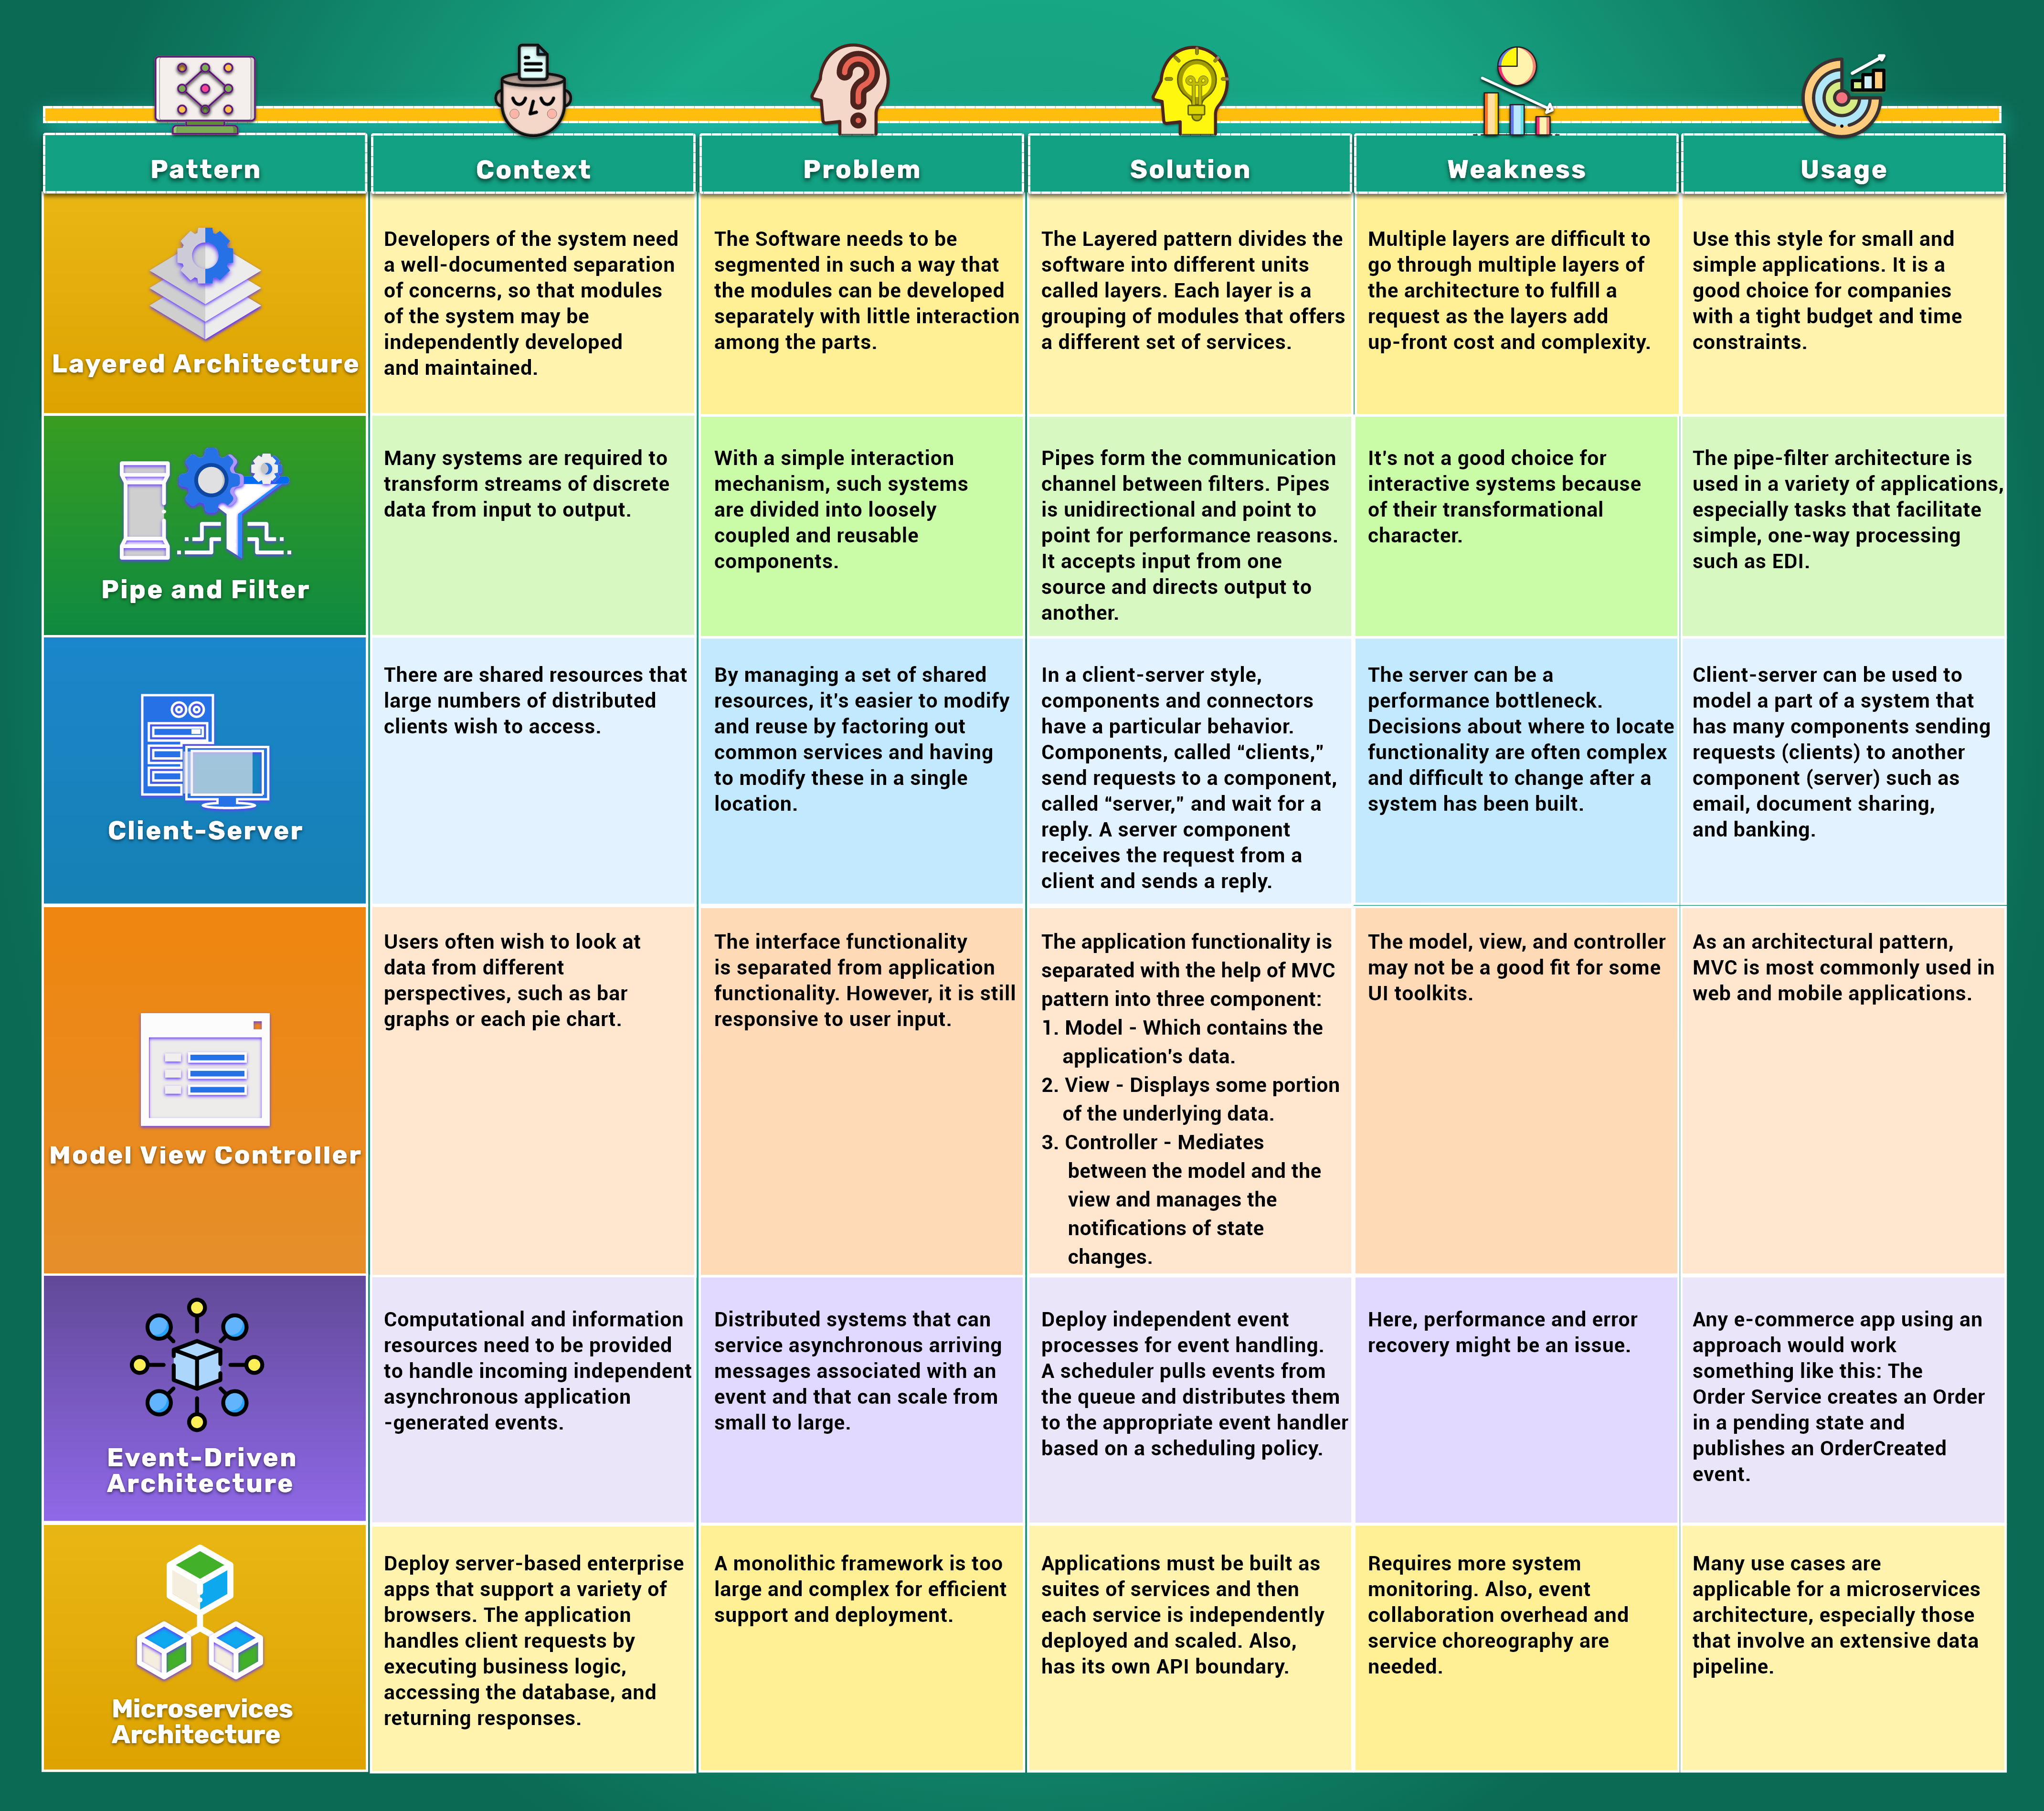 Pattern
Context
Problem
Solution
Weakness
Usage
Layered Architecture
Developers of the system need
a well-documented separation
of concerns, so that modules
of the system may be
independently developed
and maintained.
The Software needs to be
segmented in such a way that
the modules can be developed
separately with little interaction
among the parts.
The Layered pattern divides the
software into different units
called layers. Each layer is a
grouping of modules that offers
a different set of services.
Multiple layers are difficult to
go through multiple layers of
the architecture to fulfill a
request as the layers add
up-front cost and complexity.
Use this style for small and
simple applications. It is a
good choice for companies
with a tight budget and time
constraints.
Pipe and Filter
Many systems are required to
transform streams of discrete
data from input to output.
With a simple interaction
mechanism, such systems
are divided into loosely
coupled and reusable
components.
Pipes form the communication
channel between filters. Pipes
is unidirectional and point to
point for performance reasons.
It accepts input from one
source and directs output to
another.
It's not a good choice for
interactive systems because
of their transformational
character.
The pipe-filter architecture is
used in a variety of applications,
especially tasks that facilitate
simple, one-way processing
such as EDI.
Client-Server
There are shared resources that
large numbers of distributed
clients wish to access.
By managing a set of shared
resources, it's easier to modify
and reuse by factoring out
common services and having
to modify these in a single
location.
In a client-server style,
components and connectors
have a particular behavior.
Components, called “clients,”
send requests to a component,
called “server,” and wait for a
reply. A server component
receives the request from a
client and sends a reply.
The server can be a
performance bottleneck.
Decisions about where to locate
functionality are often complex
and difficult to change after a
system has been built.
Client-server can be used to
model a part of a system that
has many components sending
requests (clients) to another
component (server) such as
email, document sharing,
and banking.
Model View Controller
Users often wish to look at
data from different
perspectives, such as bar
graphs or each pie chart.
The interface functionality
is separated from application
functionality. However, it is still
responsive to user input.
The application functionality is
separated with the help of MVC
pattern into three component:
1. Model - Which contains the
application's data.
2. View - Displays some portion
of the underlying data.
3. Controller - Mediates
between the model and the
view and manages the
notifications of state
changes.
The model, view, and controller
may not be a good fit for some
UI toolkits.
As an architectural pattern,
MVC is most commonly used in
web and mobile applications.
Event-Driven
Architecture
Computational and information
resources need to be provided
to handle incoming independent
asynchronous application
-generated events.
Distributed systems that can
service asynchronous arriving
messages associated with an
event and that can scale from
small to large.
Deploy independent event
processes for event handling.
A scheduler pulls events from
the queue and distributes them
to the appropriate event handler
based on a scheduling policy.
Here, performance and error
recovery might be an issue.
Any e-commerce app using an
approach would work
something like this: The
Order Service creates an Order
in a pending state and
publishes an OrderCreated
event.
Microservices
Architecture
Deploy server-based enterprise
apps that support a variety of
browsers. The application
handles client requests by
executing business logic,
accessing the database, and
returning responses.
A monolithic framework is too
large and complex for efficient
support and deployment.
Applications must be built as
suites of services and then
each service is independently
deployed and scaled. Also,
has its own API boundary.
Requires more system
monitoring. Also, event
collaboration overhead and
service choreography are
needed.
Many use cases are
applicable for a microservices
architecture, especially those
that involve an extensive data
pipeline.